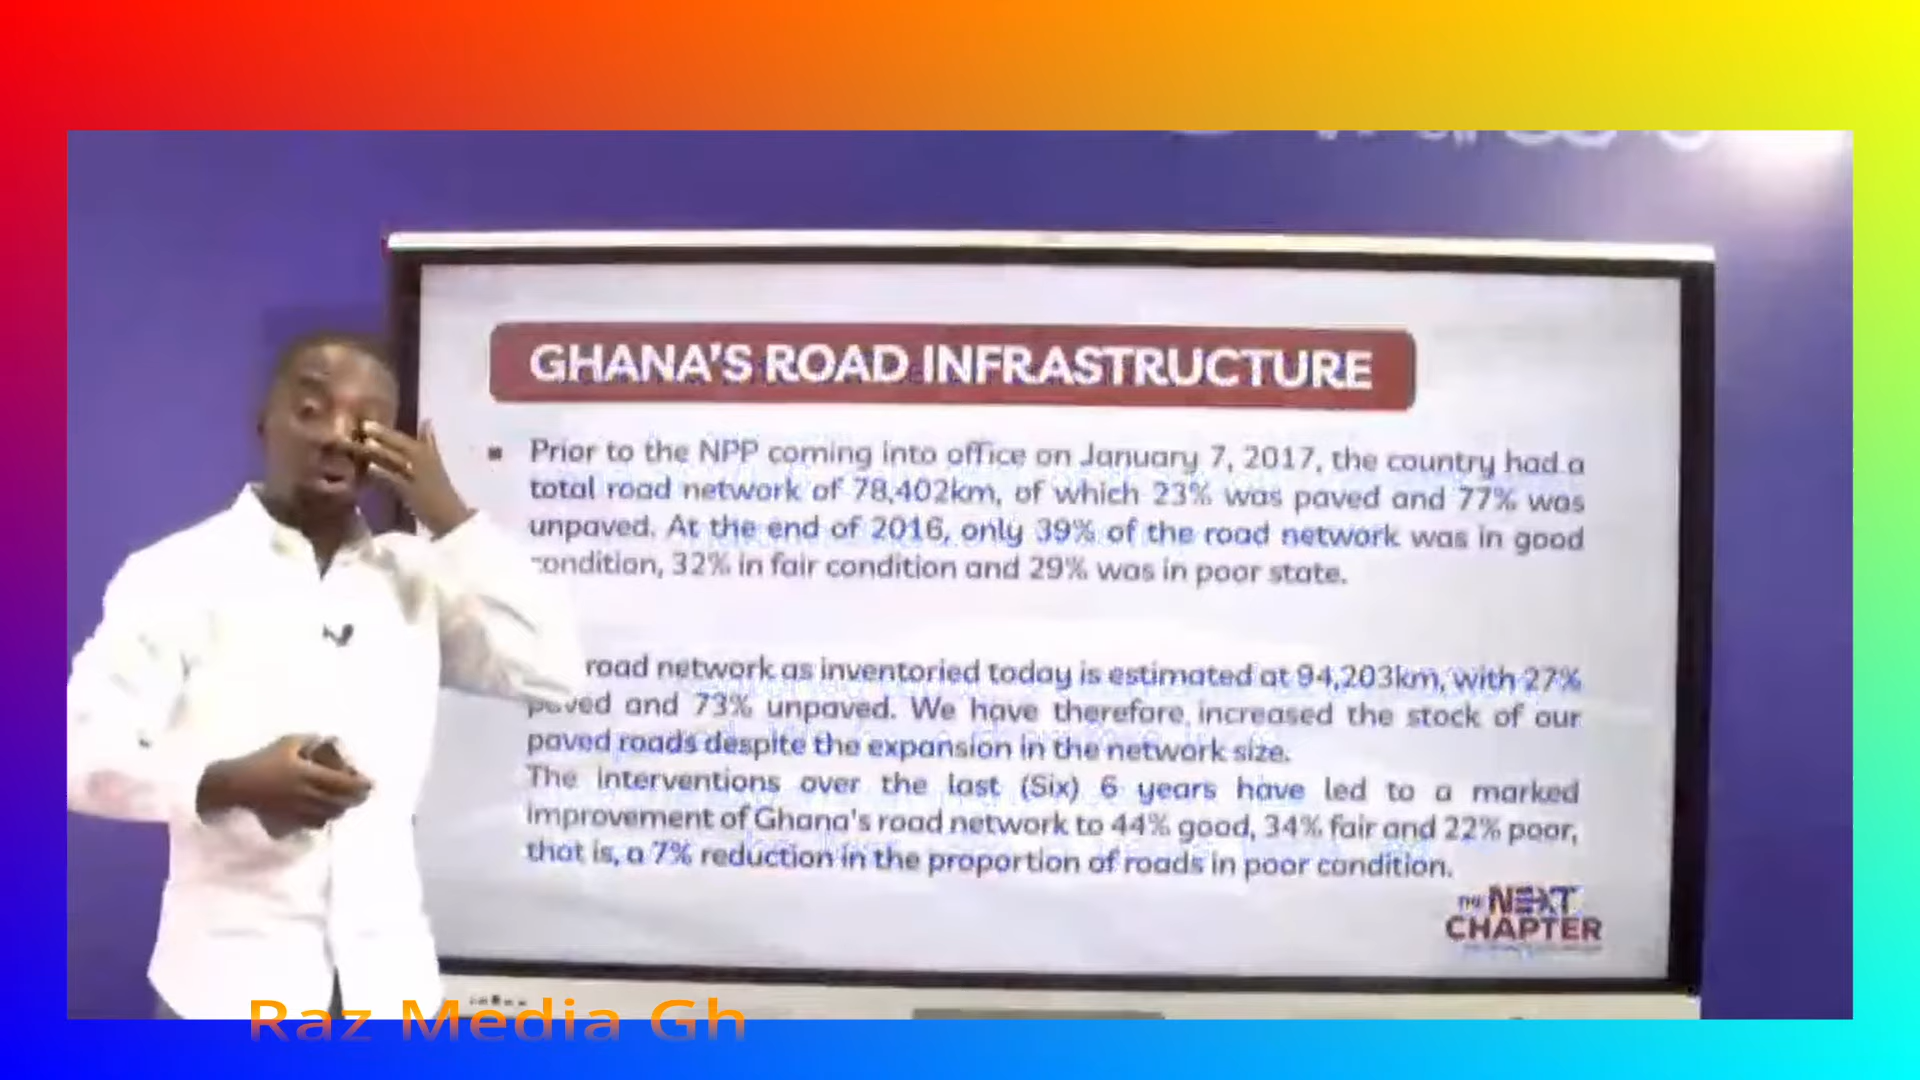 GHANA'S ROAD INFRASTRUCTURE
Prior to the NPP coming into office on January 7, 2017, the country had a
total road network of 78,402km, of which 23% was paved and 77% was
unpaved. At the end of 2016, only 39% of the road network was in good
condition, 32% in fair condition and 29% was in poor state.
road network as inventoried today is estimated at 94,203km, with 27%
paved and 73% unpaved. We have therefore increased the stock of our
paved roads despite the expansion in the network size.
The interventions over the last (Six) 6 years have led to a marked
improvement of Ghana's road network to 44% good, 34% fair and 22% poor,
that is, a 7% reduction in the proportion of roads in poor condition.
THE NEXT
CHAPTER
Raz Media Gh